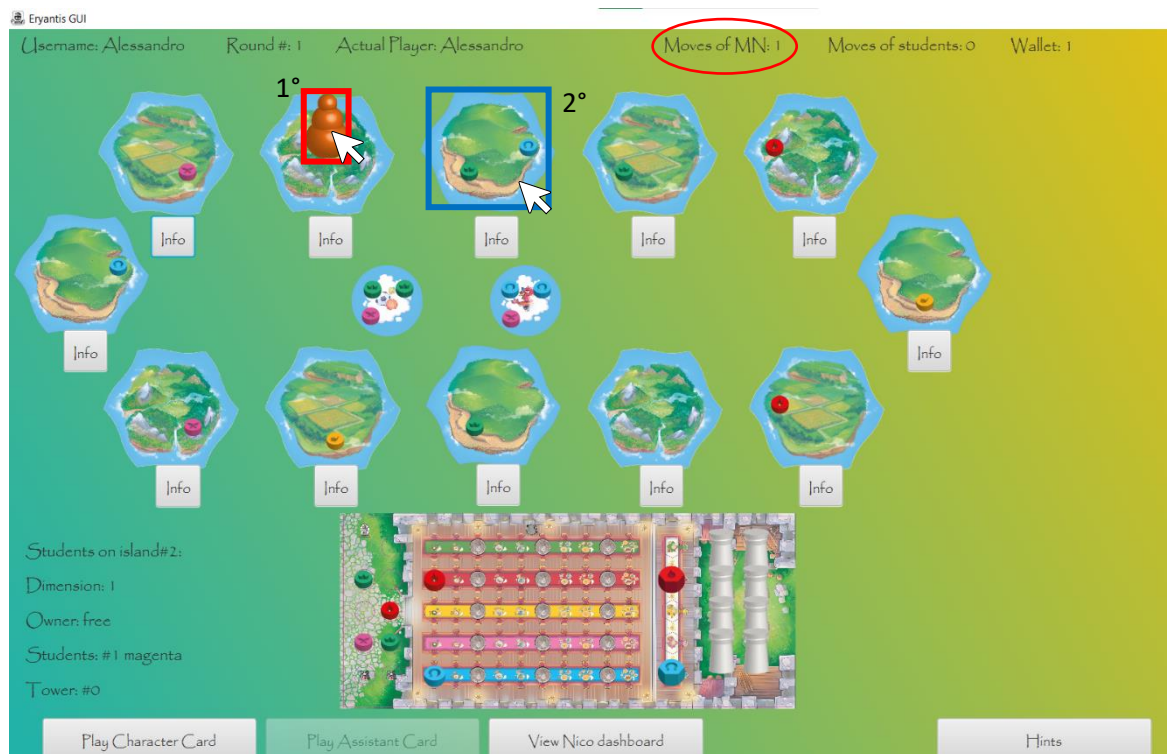 Eryantis GUI
Username: Alessandro Round #: 1 Actual Player: Alessandro Moves of MN: 1 Moves of students: 0 Wallet: 1
1° 2°
Info Info Info Info Info
Info Info
Info Info Info Info Info
Students on island#2:
Dimension: 1
Owner: free
Students: #1 magenta
Tower: #0
Play Character Card Play Assistant Card View Nico dashboard Hints